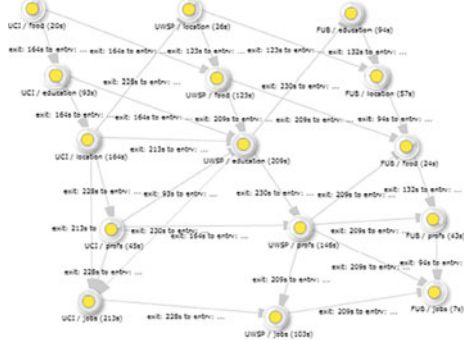 UCI / food (20s)
UWSP / location (26s)
FUB / education (94s)
exit: 164s to entry: ...
exit: 164s to entry: ...
exit: 123s to entry: ...
exit: 123s to entry: ...
exit: 132s to entry: ...
UCI / education (93s)
exit: 228s to entry: ...
UWSP / food (123s)
exit: 230s to entry: ...
FUB / location (57s)
exit: 164s to entry: ...
exit: 164s to entry: ...
exit: 209s to entry: ...
exit: 209s to entry: ...
exit: 94s to entry: ...
UCI / location (164s)
exit: 213s to entry: ...
UWSP / education (209s)
FUB / food (24s)
exit: 228s to entry: ...
exit: 93s to entry: ...
exit: 230s to entry: ...
exit: 209s to entry: ...
exit: 132s to entry: ...
exit: 213s to
exit: 230s to entry: ...
exit: 164s to entry: ...
exit: 209s to entry: ...
FUB / profs (43s)
UCI / profs (45s)
UWSP / profs (146s)
exit: 228s to entry: ...
exit: 209s to entry: ...
exit: 209s to entry: ...
exit: 94s to entry: ...
UCI / jobs (213s)
exit: 228s to entry: ...
UWSP / jobs (103s)
exit: 209s to entry: ...
FUB / jobs (7s)